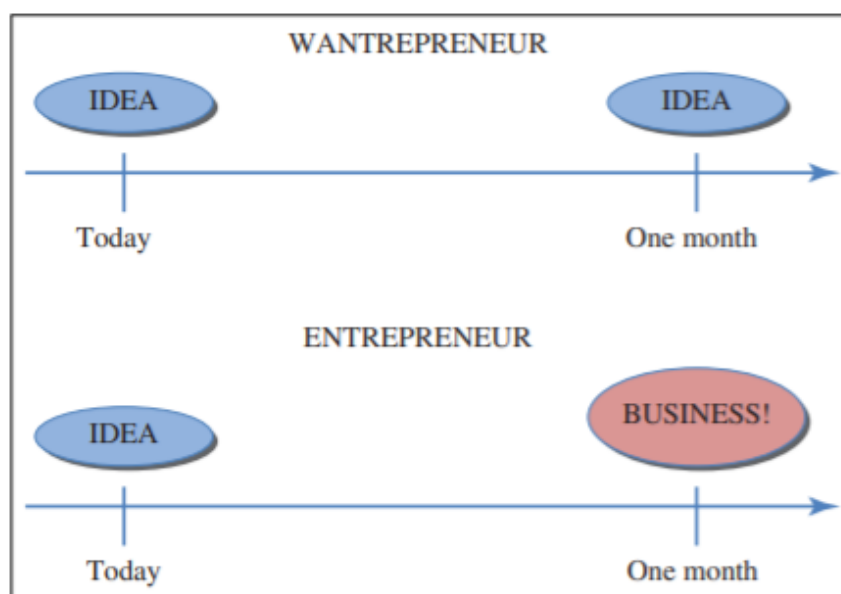 WANTREPRENEUR
IDEA IDEA
Today One month
ENTREPRENEUR
IDEA BUSINESS!
Today One month